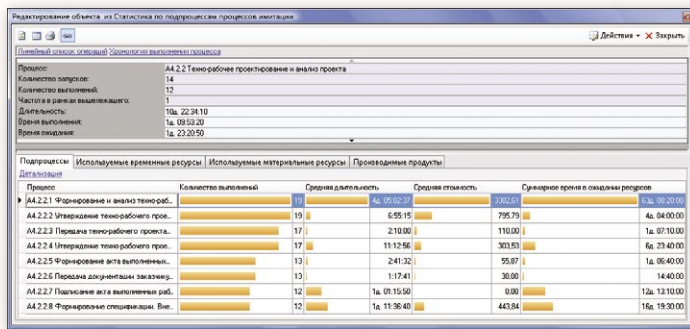 Редактирование объекта из Статистика по подпроцессам процессов имитации
Действия Закрыть
Линейный список операций Хронология выполнения процесса
Процесс: А4.2.2 Техно-рабочее проектирование и анализ проекта
Количество запусков: 14
Количество выполнений: 12
Частота в рамках вышележащего: 1
Длительность: 10д. 22:34:10
Время выполнения: 1д. 09:53:20
Время ожидания: 1д. 23:20:50
Подпроцессы Используемые временные ресурсы Используемые материальные ресурсы Производимые продукты
Детализация
Процесс Количество выполнений Средняя длительность Средняя стоимость Суммарное время в ожидании ресурсов
А4.2.2.1 Формирование и анализ техно-раб... 19 4д. 05:02:37 3382,61 63д. 08:20:00
А4.2.2.2 Утверждение техно-рабочего прое... 19 6:55:15 795,79 4д. 04:00:00
А4.2.2.3 Передача техно-рабочего проекта... 17 2:10:00 110,00 1д. 07:10:00
А4.2.2.4 Утверждение техно-рабочего прое... 17 11:12:56 303,53 6д. 23:40:00
А4.2.2.5 Формирование акта выполненных... 13 2:41:32 55,87 1д. 06:40:00
А4.2.2.6 Передача документации заказчику... 13 1:17:41 30,00 14:40:00
А4.2.2.7 Подписание акта выполненных раб... 12 1д. 01:15:50 0,00 12д. 13:10:00
А4.2.2.8 Формирование спецификации. Вне... 12 1д. 11:36:40 443,84 16д. 19:30:00